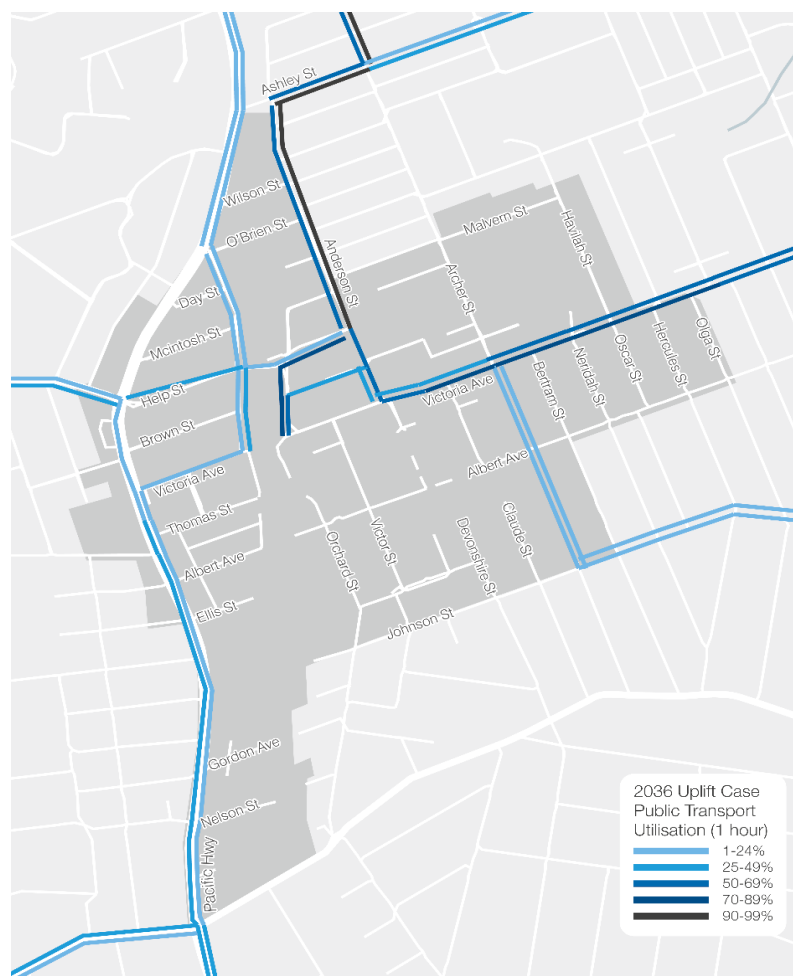 Ashley St
Wilson St
O'Brien St
Malvern St
Havilah St
Anderson St
Archer St
Day St
Mcintosh St
Help St
Brown St
Victoria Ave
Bertram St
Neridah St
Oscar St
Hercules St
Olga St
Victoria Ave
Thomas St
Albert Ave
Albert Ave
Orchard St
Victor St
Devonshire St
Claude St
Ellis St
Johnson St
Gordon Ave
Nelson St
Pacific Hwy
2036 Uplift Case
Public Transport
Utilisation (1 hour)
1-24%
25-49%
50-69%
70-89%
90-99%